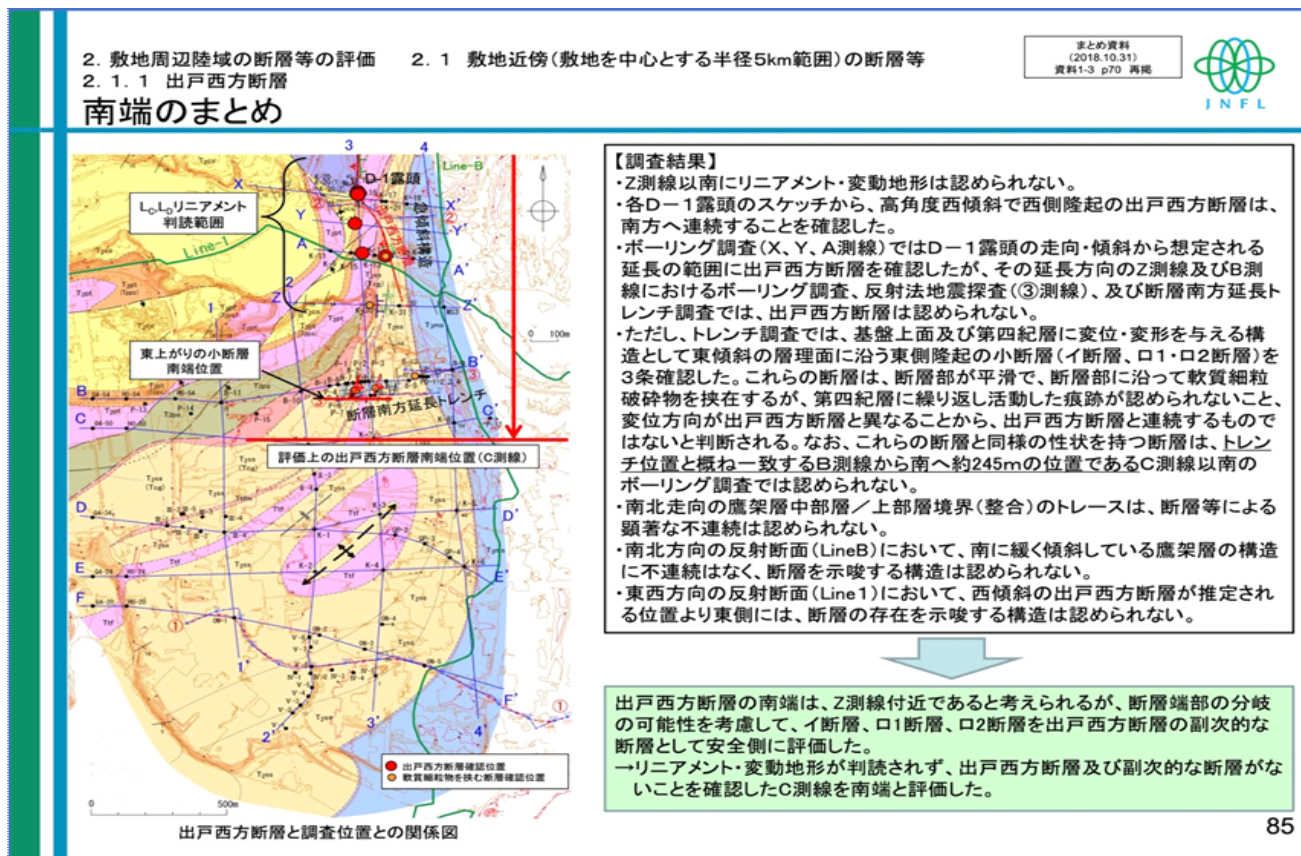 2. 敷地周辺陸域の断層等の評価　2. 1 敷地近傍(敷地を中心とする半径5km範囲)の断層等
2. 1. 1 出戸西方断層
南端のまとめ
まとめ資料
(2018.10.31)
資料1-3 p70 再掲
JNFL
3
4
Line-B
D-1露頭
X
LC,LDリニアメント
判読範囲
急傾斜構造
X'
②
Y
Y'
A
Line-1
A'
2
Z
Z'
1
0 100m
東上がりの小断層
南端位置
B
B'
③
断層南方延長トレンチ
C
C'
評価上の出戸西方断層南端位置(C測線)
D
D'
E
E'
F
①
1'
F'
①
2'
3'
4'
出戸西方断層確認位置
軟質細粒物を挟む断層確認位置
0 500m
出戸西方断層と調査位置との関係図
【調査結果】
・Z測線以南にリニアメント・変動地形は認められない。
・各D－1露頭のスケッチから、高角度西傾斜で西側隆起の出戸西方断層は、
南方へ連続することを確認した。
・ボーリング調査(X、Y、A測線)ではD－1露頭の走向・傾斜から想定される
延長の範囲に出戸西方断層を確認したが、その延長方向のZ測線及びB測
線におけるボーリング調査、反射法地震探査(③測線)、及び断層南方延長ト
レンチ調査では、出戸西方断層は認められない。
・ただし、トレンチ調査では、基盤上面及び第四紀層に変位・変形を与える構
造として東傾斜の層理面に沿う東側隆起の小断層(イ断層、ロ1・ロ2断層)を
3条確認した。これらの断層は、断層部が平滑で、断層部に沿って軟質細粒
破砕物を挟在するが、第四紀層に繰り返し活動した痕跡が認められないこと、
変位方向が出戸西方断層と異なることから、出戸西方断層と連続するもので
はないと判断される。なお、これらの断層と同様の性状を持つ断層は、トレン
チ位置と概ね一致するB測線から南へ約245mの位置であるC測線以南の
ボーリング調査では認められない。
・南北走向の鷹架層中部層／上部層境界(整合)のトレースは、断層等による
顕著な不連続は認められない。
・南北方向の反射断面(LineB)において、南に緩く傾斜している鷹架層の構造
に不連続はなく、断層を示唆する構造は認められない。
・東西方向の反射断面(Line1)において、西傾斜の出戸西方断層が推定され
る位置より東側には、断層の存在を示唆する構造は認められない。
出戸西方断層の南端は、Z測線付近であると考えられるが、断層端部の分岐
の可能性を考慮して、イ断層、ロ1断層、ロ2断層を出戸西方断層の副次的な
断層として安全側に評価した。
→リニアメント・変動地形が判読されず、出戸西方断層及び副次的な断層がな
いことを確認したC測線を南端と評価した。
85